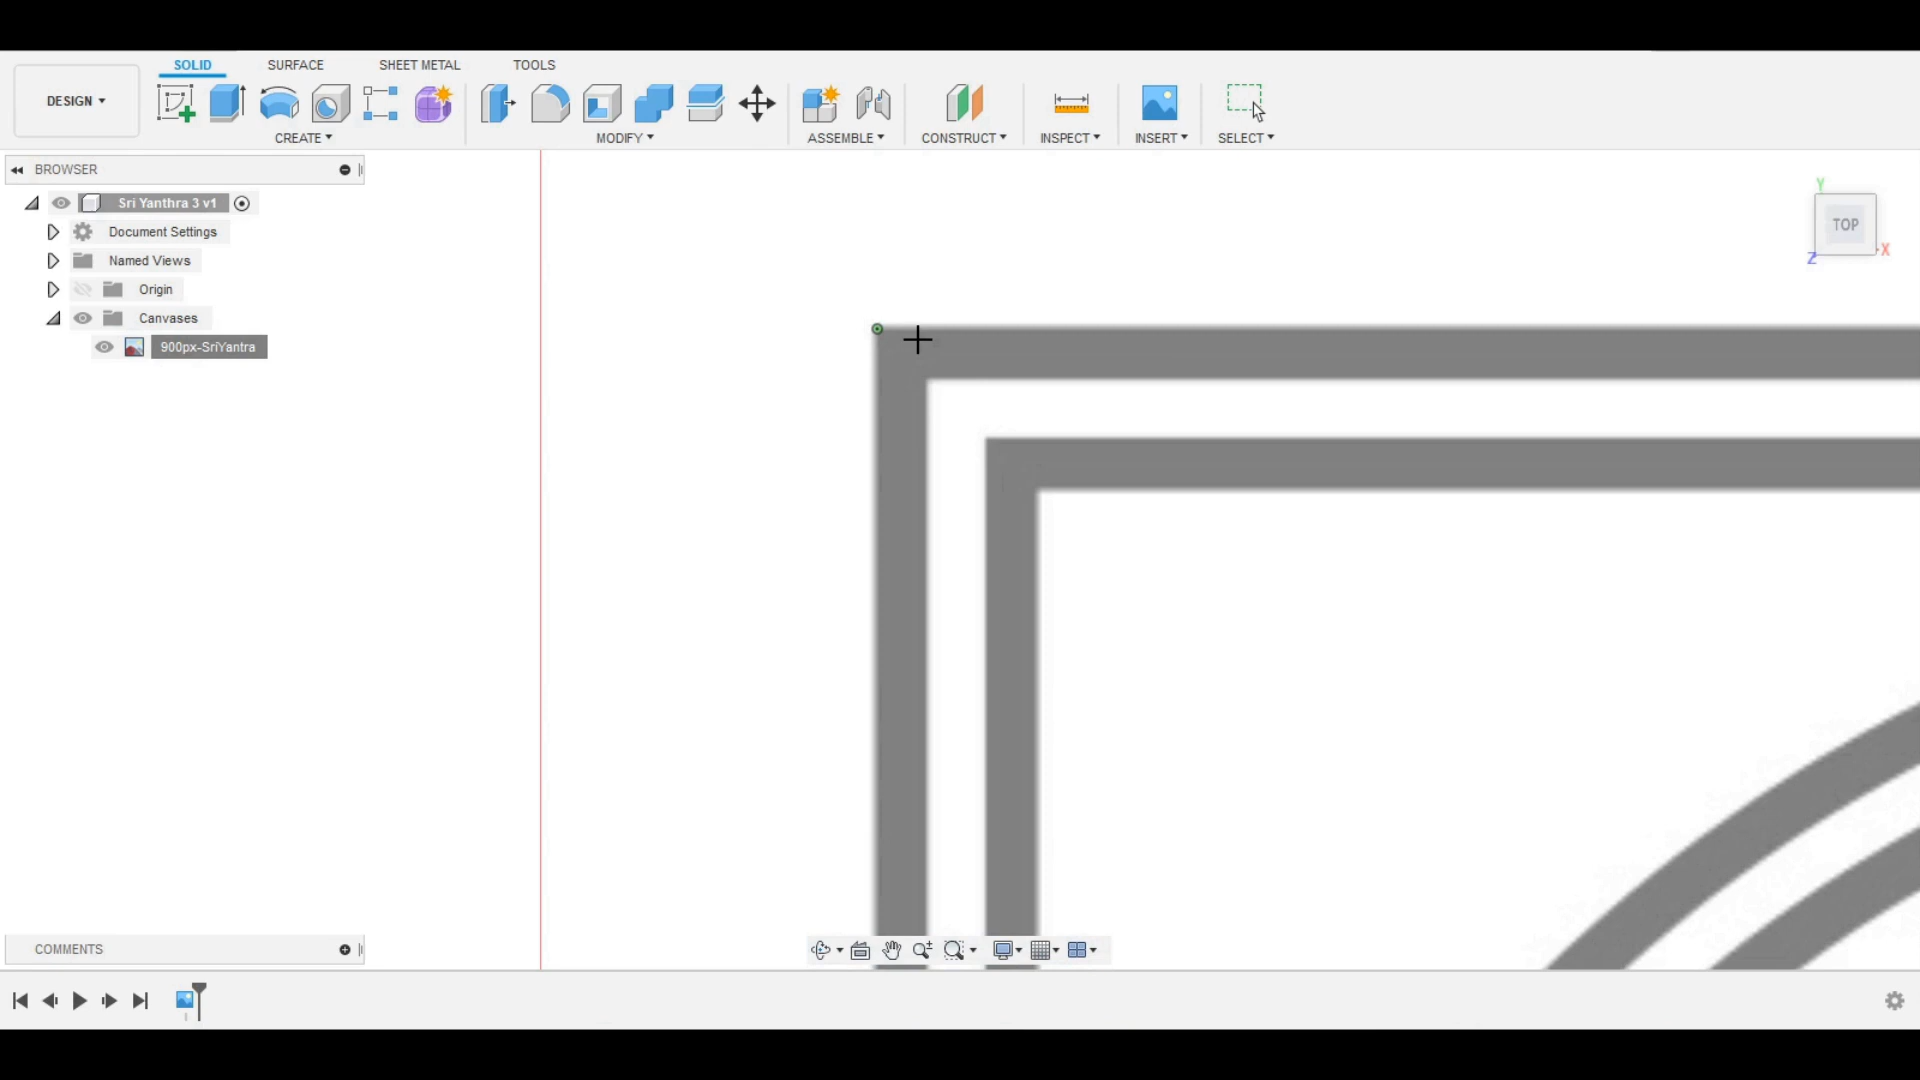 SOLID SURFACE SHEET METAL TOOLS
DESIGN
CREATE MODIFY ASSEMBLE CONSTRUCT INSPECT INSERT SELECT
BROWSER
Sri Yanthra 3 v1
Document Settings
Named Views
Origin
Canvases
900px-SriYantra
Y
TOP
X
Z
COMMENTS